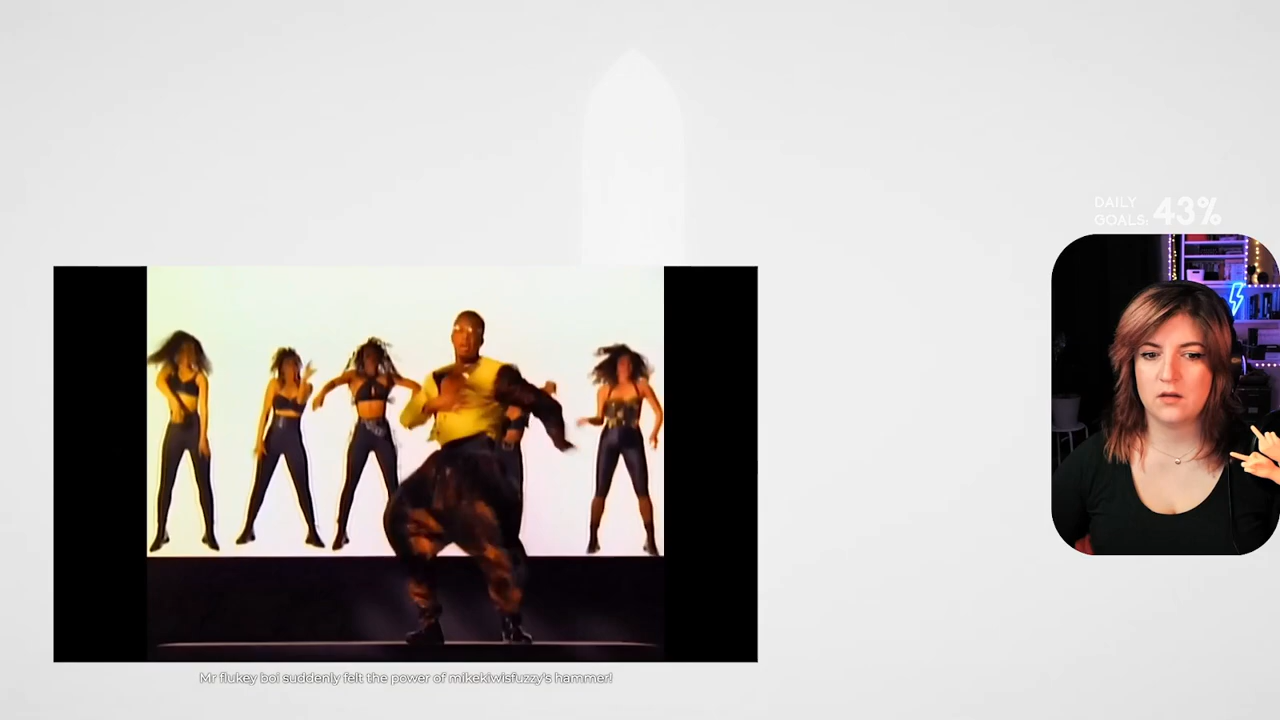 DAILY
GOALS: 43%
Mr flukey boi suddenly felt the power of mikekiwisfuzzy's hammer!